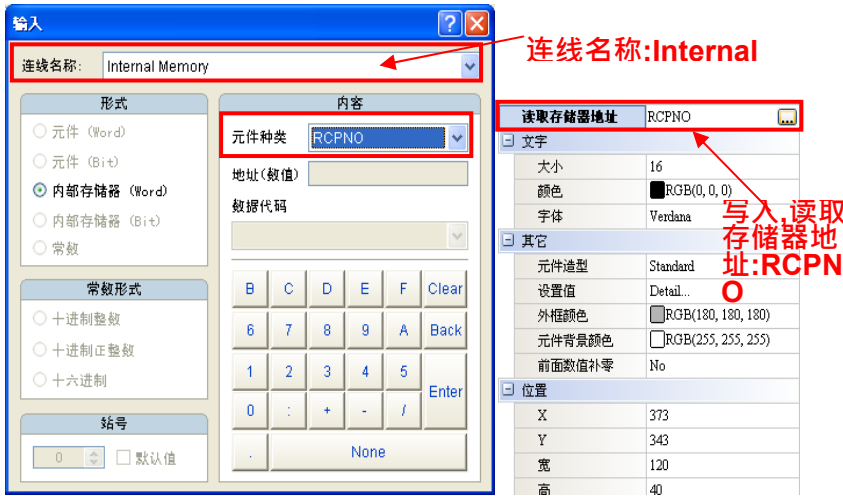 输入
连线名称: Internal Memory
形式
元件 (Word)
元件 (Bit)
内部存储器 (Word)
内部存储器 (Bit)
常数
常数形式
十进制整数
十进制正整数
十六进制
站号
0 默认值
内容
元件种类 RCPNO
地址(数值)
数据代码
B C D E F Clear
6 7 8 9 A Back
1 2 3 4 5 Enter
0 : + - /
. None
连线名称:Internal
读取存储器地址 RCPNO ...
文字
大小 16
颜色 RGB(0, 0, 0)
字体 Verdana
其它
元件造型 Standard
设置值 Detail...
外框颜色 RGB(180, 180, 180)
元件背景颜色 RGB(255, 255, 255)
前面数值补零 No
位置
X 373
Y 343
宽 120
高 40
写入,读取
存储器地
址:RCPN
O